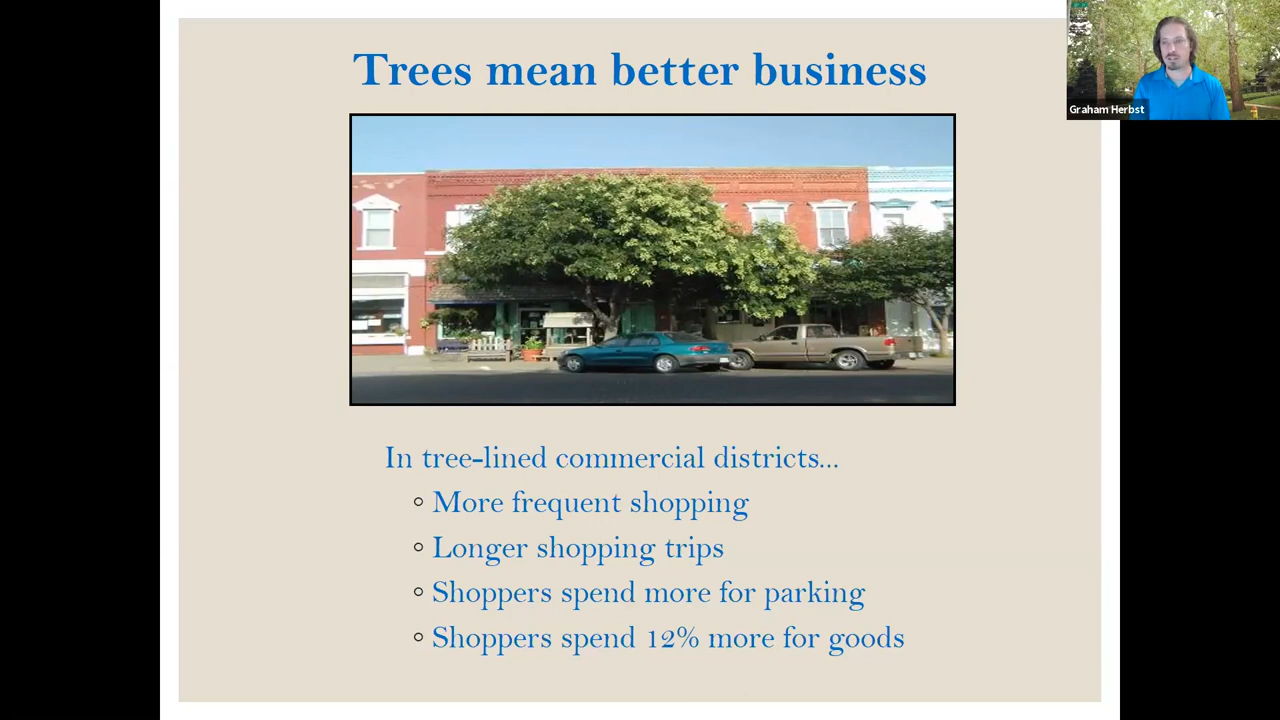 Trees mean better business
Graham Herbst
In tree-lined commercial districts...
More frequent shopping
Longer shopping trips
Shoppers spend more for parking
Shoppers spend 12% more for goods